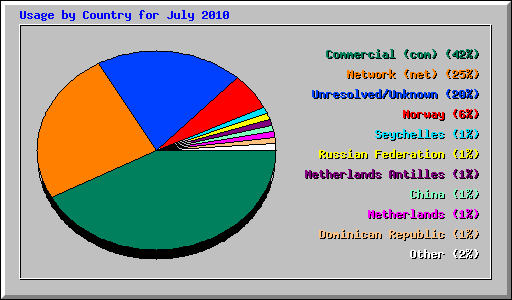 Usage by Country for July 2010
Commercial (com) (42%)
Network (net) (25%)
Unresolved/Unknown (20%)
Norway (6%)
Seychelles (1%)
Russian Federation (1%)
Netherlands Antilles (1%)
China (1%)
Netherlands (1%)
Dominican Republic (1%)
Other (2%)